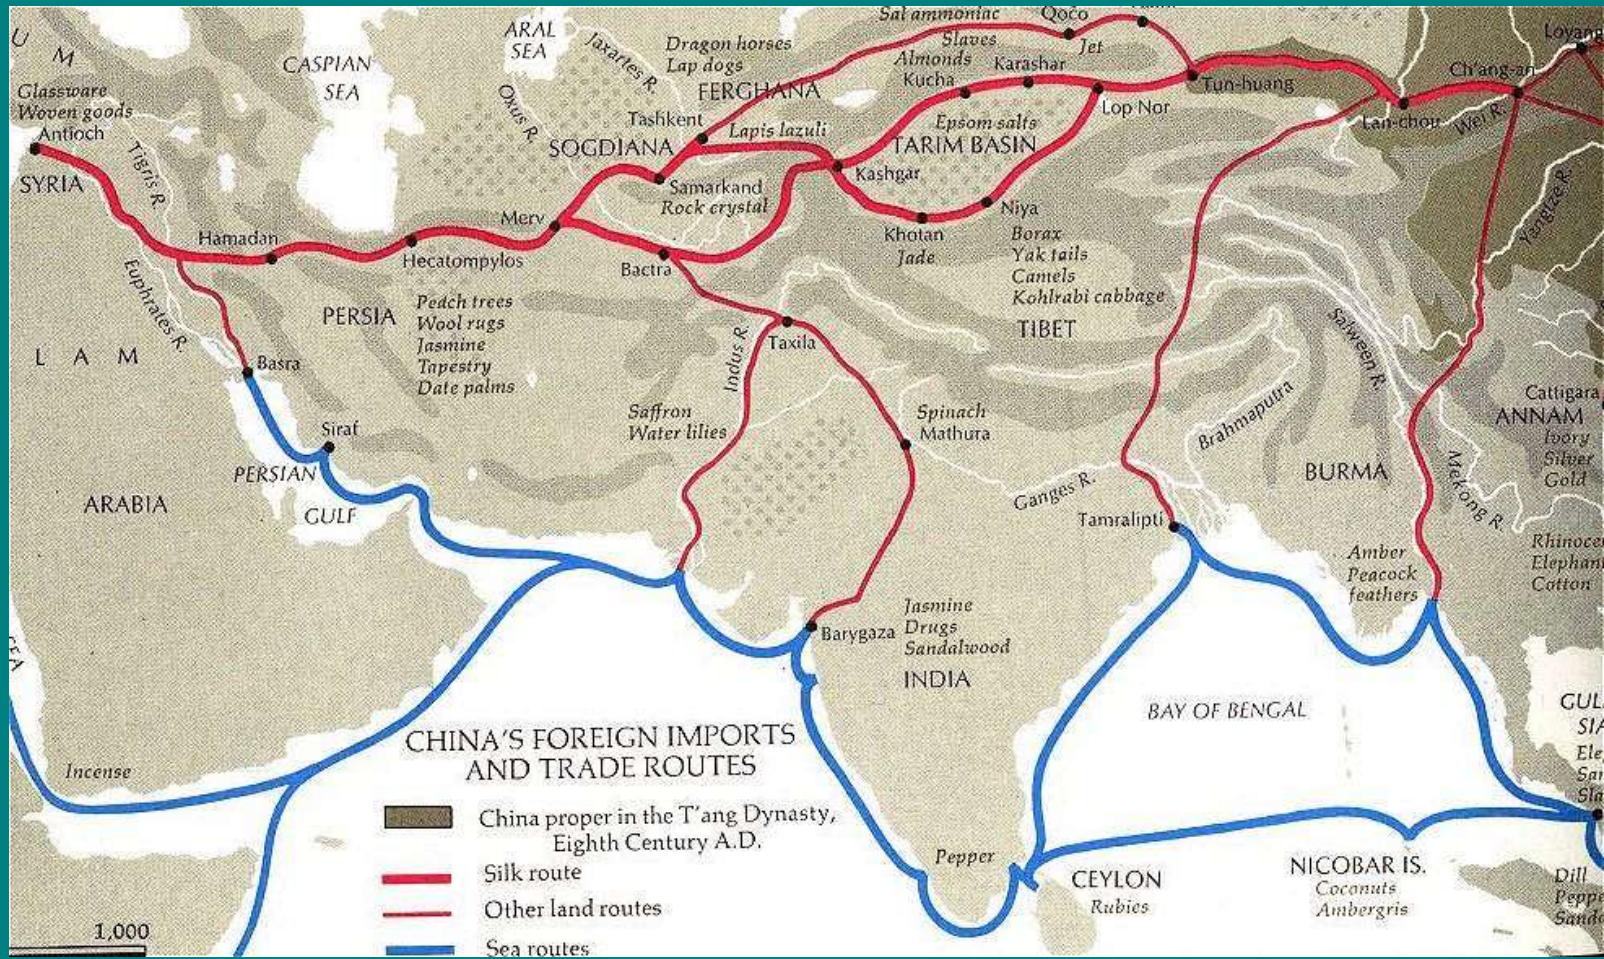 Sal ammoniac
Qočo
ARAL
SEA
Jaxartes R.
Dragon horses
Lap dogs
Slaves
Jet
Loyang
U M
CASPIAN
SEA
Almonds
Kucha
Karashar
Ch'ang-an
Glassware
Woven goods
Antioch
Oxus R.
FERGHANA
Tun-huang
Lop Nor
Tashkent
Lapis lazuli
Epsom salts
Lan-chou
Wei R.
SOGDIANA
TARIM BASIN
Tigris R.
SYRIA
Kashgar
Samarkand
Rock crystal
Merv
Niya
Yangtze R.
Hamadan
Khotan
Jade
Borax
Yak tails
Camels
Kohlrabi cabbage
Hecatompylos
Bactra
Euphrates R.
PERSIA
Peach trees
Wool rugs
Jasmine
Tapestry
Date palms
TIBET
Salween R.
L A M
Indus R.
Taxila
Basra
Cattigara
ANNAM
Ivory
Silver
Gold
Saffron
Water lilies
Spinach
Mathura
Brahmaputra
Siraf
PERSIAN
GULF
BURMA
Mekong R.
ARABIA
Ganges R.
Tamralipti
Amber
Peacock
feathers
Cotton
Jasmine
Drugs
Sandalwood
Barygaza
INDIA
BAY OF BENGAL
CHINA'S FOREIGN IMPORTS
AND TRADE ROUTES
Incense
China proper in the T'ang Dynasty,
Eighth Century A.D.
Silk route
Other land routes
Sea routes
Pepper
CEYLON
Rubies
NICOBAR IS.
Coconuts
Ambergris
Dill
1,000